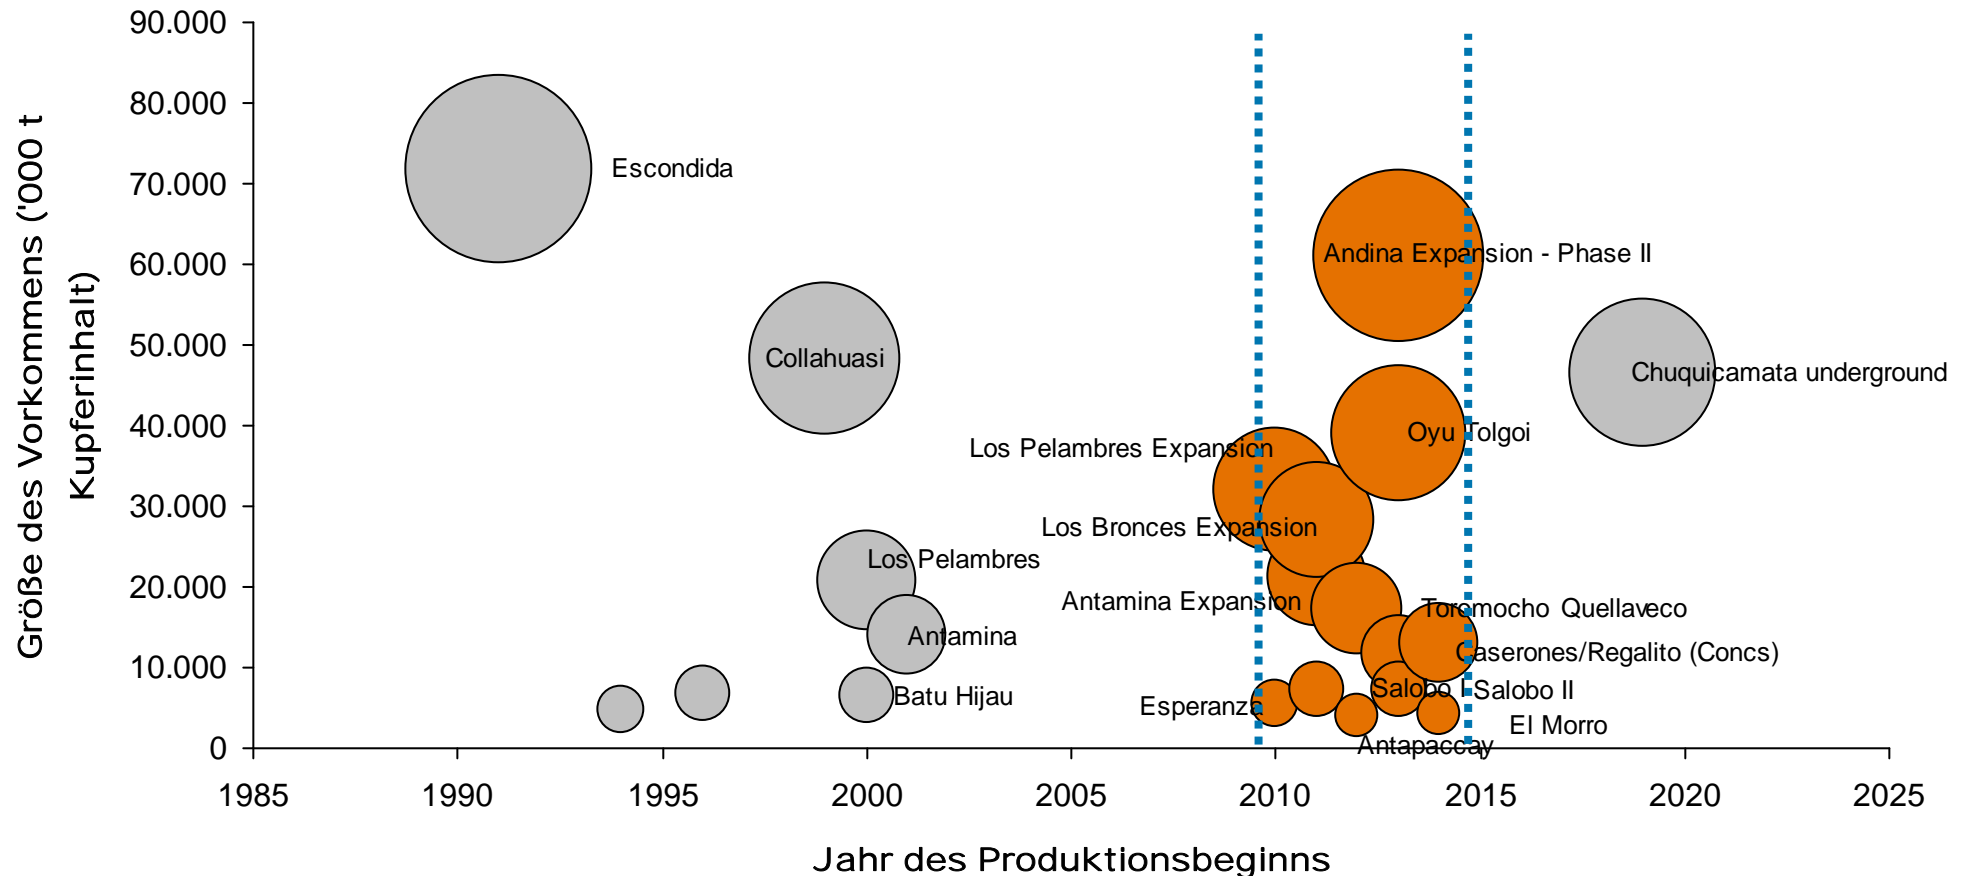 Größe des Vorkommens ('000 t
Kupferinhalt)
90.000
80.000
70.000
60.000
50.000
40.000
30.000
20.000
10.000
0
Escondida
Andina Expansion - Phase II
Collahuasi
Chuquicamata underground
Oyu Tolgoi
Los Pelambres Expansion
Los Bronces Expansion
Los Pelambres
Antamina Expansion
Toromocho Quellaveco
Antamina
Caserones/Regalito (Concs)
Batu Hijau
Salobo I
Salobo II
Esperanza
El Morro
Antapaccay
1985
1990
1995
2000
2005
2010
2015
2020
2025
Jahr des Produktionsbeginns